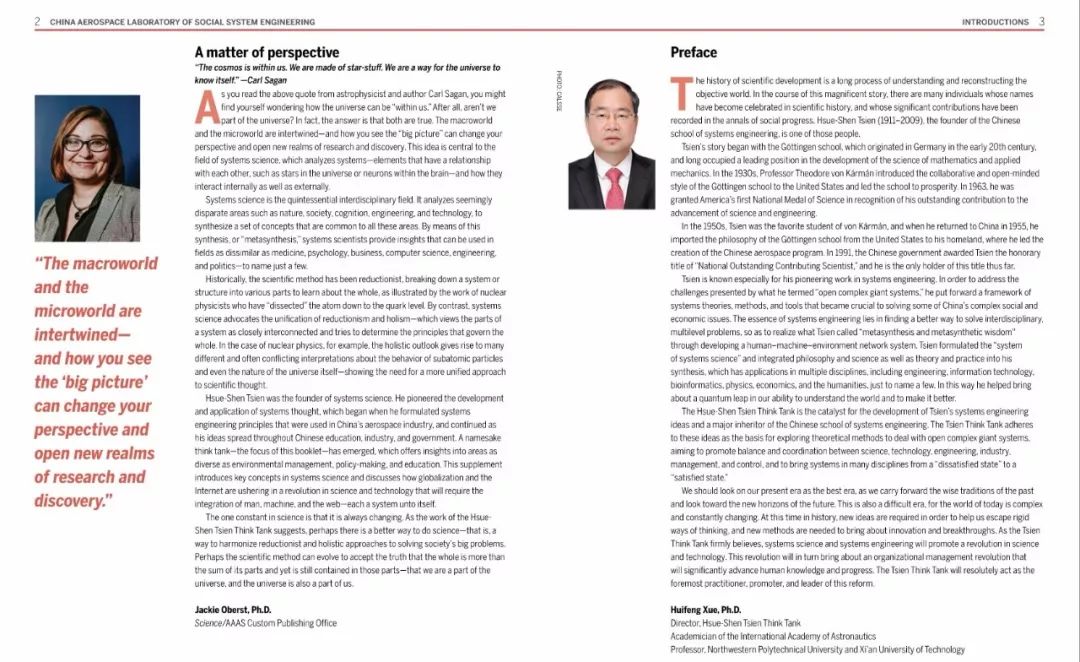 2 CHINA AEROSPACE LABORATORY OF SOCIAL SYSTEM ENGINEERING
A matter of perspective
"The cosmos is within us. We are made of star-stuff. We are a way for the universe to
know itself." —Carl Sagan
As you read the above quote from astrophysicist and author Carl Sagan, you might
find yourself wondering how the universe can be "within us." After all, aren't we
part of the universe? In fact, the answer is that both are true. The macroworld
and the microworld are intertwined—and how you see the "big picture" can change your
perspective and open new realms of research and discovery. This idea is central to the
field of systems science, which analyzes systems—elements that have a relationship
with each other, such as stars in the universe or neurons within the brain—and how they
interact internally as well as externally.
Systems science is the quintessential interdisciplinary field. It analyzes seemingly
disparate areas such as nature, society, cognition, engineering, and technology, to
synthesize a set of concepts that are common to all these areas. By means of this
synthesis, or "metasynthesis," systems scientists provide insights that can be used in
fields as dissimilar as medicine, psychology, business, computer science, engineering,
and politics—to name just a few.
Historically, the scientific method has been reductionist, breaking down a system or
structure into various parts to learn about the whole, as illustrated by the work of nuclear
physicists who have "dissected" the atom down to the quark level. By contrast, systems
science advocates the unification of reductionism and holism—which views the parts
of a system as closely interconnected and tries to determine the principles that govern the
whole. In the case of nuclear physics, for example, the holistic outlook gives rise to many
different and often conflicting interpretations about the behavior of subatomic particles
and even the nature of the universe itself—showing the need for a more unified approach
to scientific thought.
Hsue-Shen Tsien was the founder of systems science. He pioneered the development
and application of systems thought, which began when he formulated systems
engineering principles that were used in China's aerospace industry, and continued as
his ideas spread throughout Chinese education, industry, and government. A namesake
think tank—the focus of this booklet—has emerged, which offers insights into areas as
diverse as environmental management, policy-making, and education. This supplement
introduces key concepts in systems science and discusses how globalization and the
Internet are ushering in a revolution in science and technology that will require the
integration of man, machine, and the web—each a system unto itself.
The one constant in science is that it is always changing. As the work of the Hsue-
Shen Tsien Think Tank suggests, perhaps there is a better way to do science—that is, a
way to harmonize reductionist and holistic approaches to solving society's big problems.
Perhaps the scientific method can evolve to accept the truth that the whole is more than
the sum of its parts and yet is still contained in those parts—that we are a part of the
universe, and the universe is also a part of us.
Jackie Oberst, Ph.D.
Science/AAAS Custom Publishing Office
"The macroworld
and the
microworld are
intertwined—
and how you see
the 'big picture'
can change your
perspective and
open new realms
of research and
discovery."
INTRODUCTIONS 3
PHOTO: CALSSE
Preface
The history of scientific development is a long process of understanding and reconstructing the
objective world. In the course of this magnificent story, there are many individuals whose names
have become celebrated in scientific history, and whose significant contributions have been
recorded in the annals of social progress. Hsue-Shen Tsien (1911–2009), the founder of the Chinese
school of systems engineering, is one of those people.
Tsien's story began with the Göttingen school, which originated in Germany in the early 20th century,
and long occupied a leading position in the development of the science of mathematics and applied
mechanics. In the 1930s, Professor Theodore von Kármán introduced the collaborative and open-minded
style of the Göttingen school to the United States and led the school to prosperity. In 1963, he was
granted America's first National Medal of Science in recognition of his outstanding contribution to the
advancement of science and engineering.
In the 1950s, Tsien was the favorite student of von Kármán, and when he returned to China in 1955, he
imported the philosophy of the Göttingen school from the United States to his homeland, where he led the
creation of the Chinese aerospace program. In 1991, the Chinese government awarded Tsien the honorary
title of "National Outstanding Contributing Scientist," and he is the only holder of this title thus far.
Tsien is known especially for his pioneering work in systems engineering. In order to address the
challenges presented by what he termed "open complex giant systems," he put forward a framework of
systems theories, methods, and tools that became crucial to solving some of China's complex social and
economic issues. The essence of systems engineering lies in finding a better way to solve interdisciplinary,
multilevel problems, so as to realize what Tsien called "metasynthesis and metasynthetic wisdom"
through developing a human–machine–environment network system. Tsien formulated the "system
of systems science" and integrated philosophy and science as well as theory and practice into his
synthesis, which has applications in multiple disciplines, including engineering, information technology,
bioinformatics, physics, economics, and the humanities, just to name a few. In this way he helped bring
about a quantum leap in our ability to understand the world and to make it better.
The Hsue-Shen Tsien Think Tank is the catalyst for the development of Tsien's systems engineering
ideas and a major inheritor of the Chinese school of systems engineering. The Tsien Think Tank adheres
to these ideas as the basis for exploring theoretical methods to deal with open complex giant systems,
aiming to promote balance and coordination between science, technology, engineering, industry,
management, and control, and to bring systems in many disciplines from a "dissatisfied state" to a
"satisfied state."
We should look on our present era as the best era, as we carry forward the wise traditions of the past
and look toward the new horizons of the future. This is also a difficult era, for the world of today is complex
and constantly changing. At this time in history, new ideas are required in order to help us escape rigid
ways of thinking, and new methods are needed to bring about innovation and breakthroughs. As the Tsien
Think Tank firmly believes, systems science and systems engineering will promote a revolution in science
and technology. This revolution will in turn bring about an organizational management revolution that
will significantly advance human knowledge and progress. The Tsien Think Tank will resolutely act as the
foremost practitioner, promoter, and leader of this reform.
Huifeng Xue, Ph.D.
Director, Hsue-Shen Tsien Think Tank
Academician of the International Academy of Astronautics
Professor, Northwestern Polytechnical University and Xi'an University of Technology